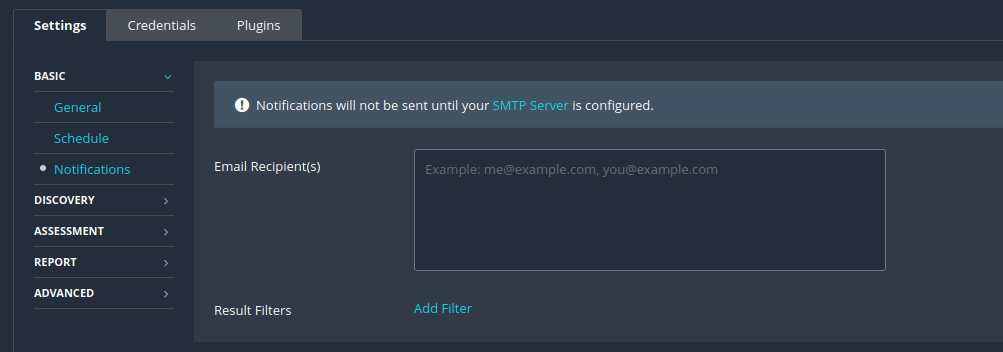 Settings Credentials Plugins
BASIC
General
Schedule
Notifications
DISCOVERY
ASSESSMENT
REPORT
ADVANCED
Notifications will not be sent until your SMTP Server is configured.
Email Recipient(s)
Example: me@example.com, you@example.com
Result Filters
Add Filter